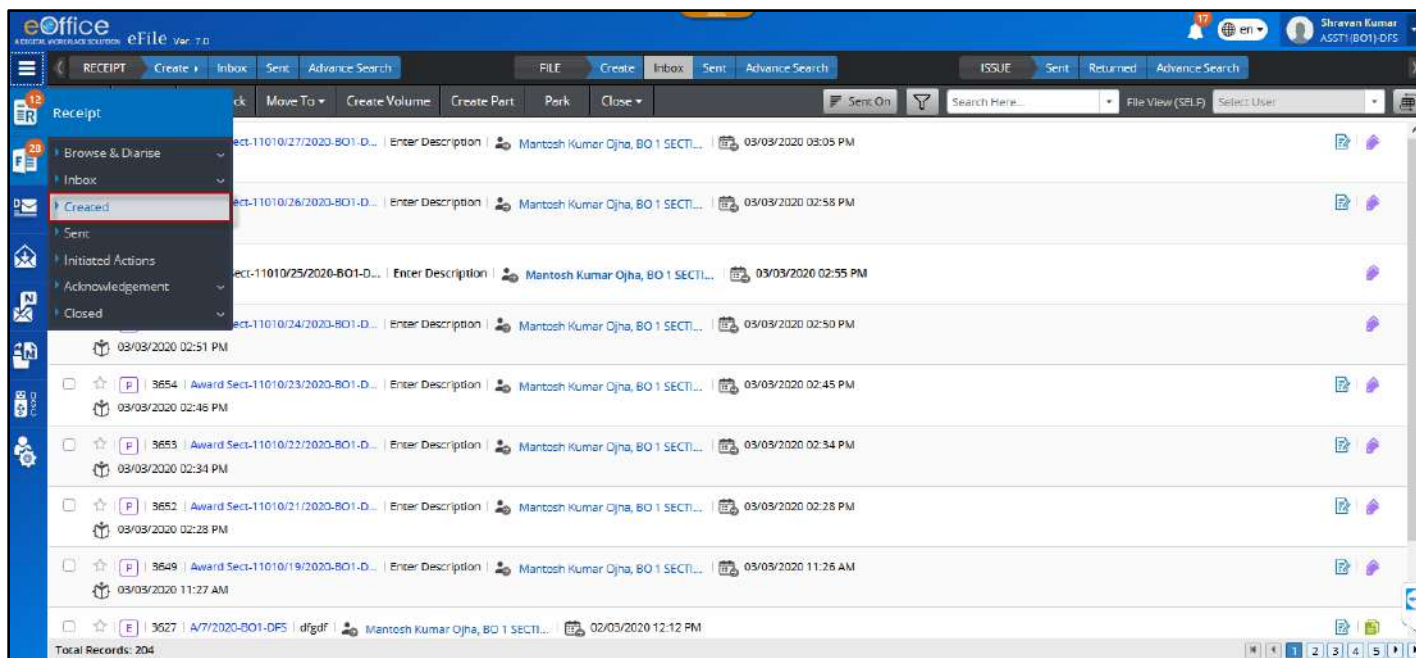 eOffice
A DIGITAL WORKPLACE SOLUTION eFile Ver. 7.0
17 en Shravan Kumar
ASST1(BO1)-DFS
RECEIPT Create Inbox Sent Advance Search FILE Create Inbox Sent Advance Search ISSUE Sent Returned Advance Search
ck Move To Create Volume Create Part Park Close Sent On Search Here... File View (SELF) Select User
12 Receipt
28
Browse & Diarise
Inbox
Created
Sent
Initiated Actions
Acknowledgement
Closed
ect-11010/27/2020-BO1-D... Enter Description Mantosh Kumar Ojha, BO 1 SECTI... 03/03/2020 03:05 PM
ect-11010/26/2020-BO1-D... Enter Description Mantosh Kumar Ojha, BO 1 SECTI... 03/03/2020 02:58 PM
ect-11010/25/2020-BO1-D... Enter Description Mantosh Kumar Ojha, BO 1 SECTI... 03/03/2020 02:55 PM
ect-11010/24/2020-BO1-D... Enter Description Mantosh Kumar Ojha, BO 1 SECTI... 03/03/2020 02:50 PM
03/03/2020 02:51 PM
P 3654 Award Sect-11010/23/2020-BO1-D... Enter Description Mantosh Kumar Ojha, BO 1 SECTI... 03/03/2020 02:45 PM
03/03/2020 02:46 PM
P 3653 Award Sect-11010/22/2020-BO1-D... Enter Description Mantosh Kumar Ojha, BO 1 SECTI... 03/03/2020 02:34 PM
03/03/2020 02:34 PM
P 3652 Award Sect-11010/21/2020-BO1-D... Enter Description Mantosh Kumar Ojha, BO 1 SECTI... 03/03/2020 02:28 PM
03/03/2020 02:28 PM
P 3649 Award Sect-11010/19/2020-BO1-D... Enter Description Mantosh Kumar Ojha, BO 1 SECTI... 03/03/2020 11:26 AM
03/03/2020 11:27 AM
E 3627 A/7/2020-BO1-DFS dfgdf Mantosh Kumar Ojha, BO 1 SECTI... 02/03/2020 12:12 PM
Total Records: 204 1 2 3 4 5